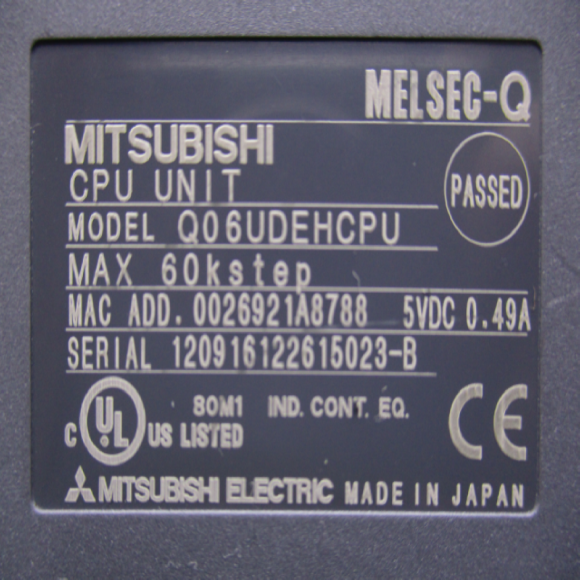 MELSEC-Q
MITSUBISHI
CPU UNIT
PASSED
MODEL Q06UDEHCPU
MAX 60kstep
MAC ADD. 0026921A8788 5VDC 0.49A
SERIAL 120916122615023-B
80M1 IND. CONT. EQ.
C UL US LISTED
CE
MITSUBISHI ELECTRIC MADE IN JAPAN